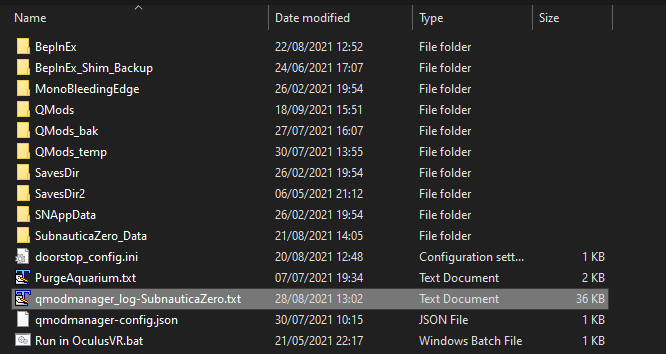 Name Date modified Type Size
BepInEx 22/08/2021 12:52 File folder
BepInEx_Shim_Backup 24/06/2021 17:07 File folder
MonoBleedingEdge 26/02/2021 19:54 File folder
QMods 18/09/2021 15:51 File folder
QMods_bak 27/07/2021 16:07 File folder
QMods_temp 30/07/2021 13:55 File folder
SavesDir 26/02/2021 19:54 File folder
SavesDir2 06/05/2021 21:12 File folder
SNAppData 26/02/2021 19:54 File folder
SubnauticaZero_Data 21/08/2021 14:05 File folder
doorstop_config.ini 20/08/2021 12:48 Configuration sett... 1 KB
PurgeAquarium.txt 07/07/2021 19:34 Text Document 2 KB
qmodmanager_log-SubnauticaZero.txt 28/08/2021 13:02 Text Document 36 KB
qmodmanager-config.json 30/07/2021 10:15 JSON File 1 KB
Run in OculusVR.bat 21/05/2021 22:17 Windows Batch File 1 KB